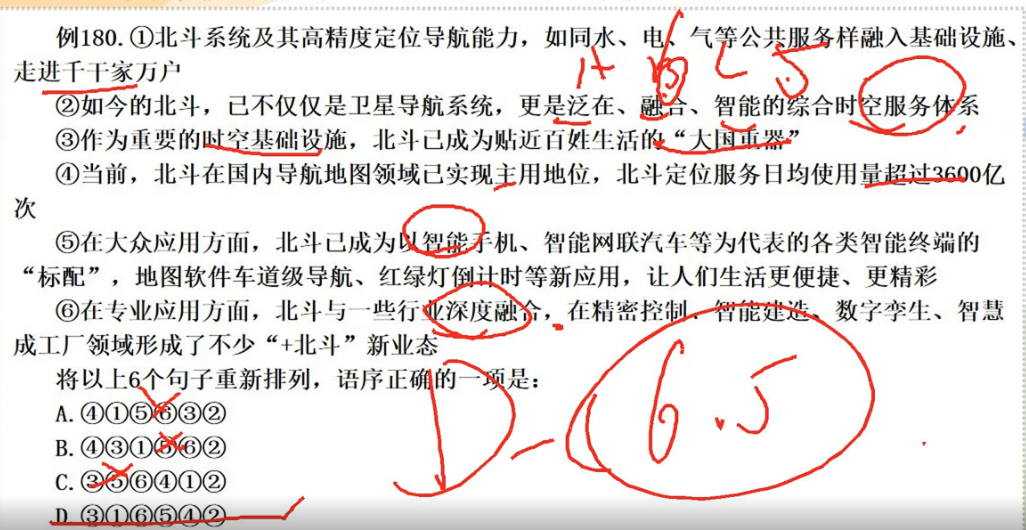 例180.①北斗系统及其高精度定位导航能力，如同水、电、气等公共服务样融入基础设施、
走进千千家万户
②如今的北斗，已不仅仅是卫星导航系统，更是泛在、融合、智能的综合时空服务体系
③作为重要的时空基础设施，北斗已成为贴近百姓生活的“大国重器”
④当前，北斗在国内导航地图领域已实现主用地位，北斗定位服务日均使用量超过3600亿
次
⑤在大众应用方面，北斗已成为以智能手机、智能网联汽车等为代表的各类智能终端的
“标配”，地图软件车道级导航、红绿灯倒计时等新应用，让人们生活更便捷、更精彩
⑥在专业应用方面，北斗与一些行业深度融合，在精密控制、智能建造、数字孪生、智慧
成工厂领域形成了不少“+北斗”新业态
将以上6个句子重新排列，语序正确的一项是：
A.④①⑤⑥③②
B.④③①⑤⑥②
C.③⑤⑥④①②
D.③①⑥⑤④②
D-6.5